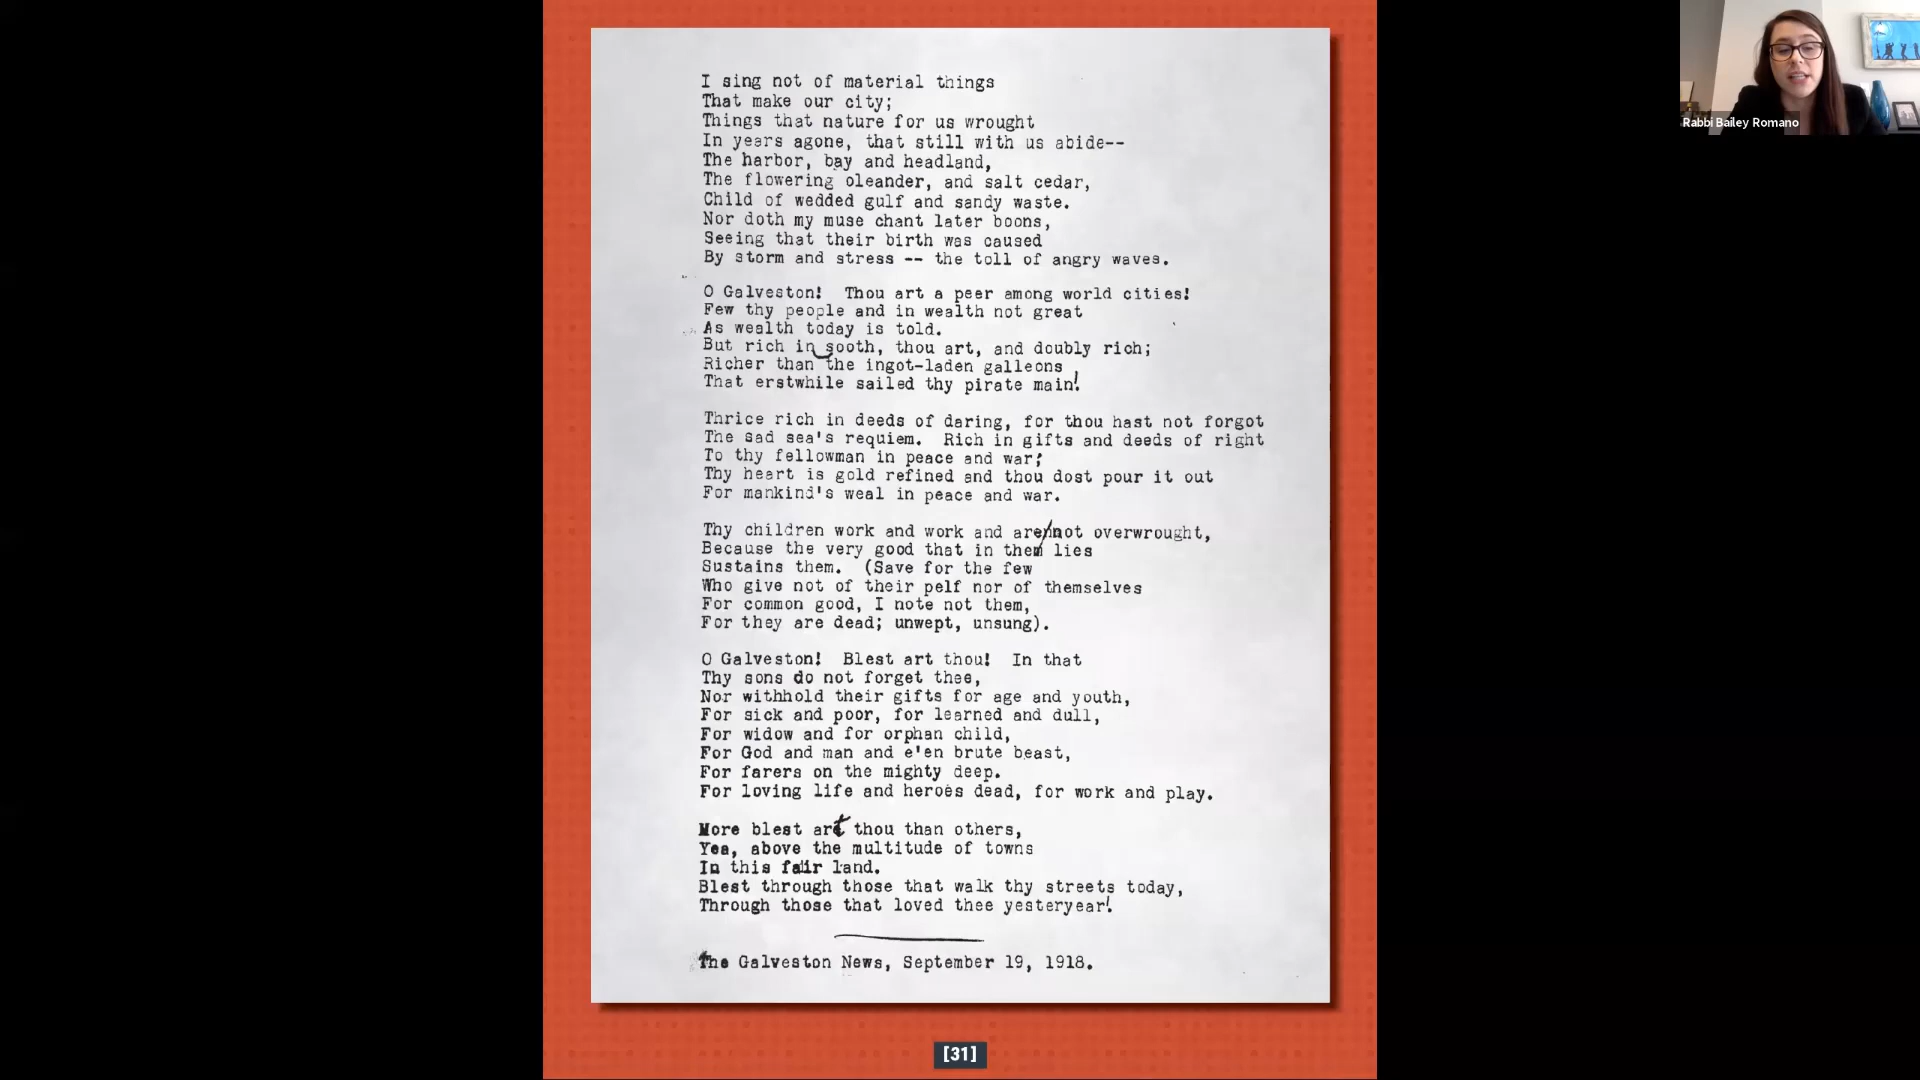 I sing not of material things
That make our city;
Things that nature for us wrought
In years agone, that still with us abide--
The harbor, bay and headland,
The flowering oleander, and salt cedar,
Child of wedded gulf and sandy waste.
Nor doth my muse chant later boons,
Seeing that their birth was caused
By storm and stress -- the toll of angry waves.
O Galveston! Thou art a peer among world cities!
Few thy people and in wealth not great
As wealth today is told.
But rich in sooth, thou art, and doubly rich;
Richer than the ingot-laden galleons
That erstwhile sailed thy pirate main!
Thrice rich in deeds of daring, for thou hast not forgot
The sad sea's requiem. Rich in gifts and deeds of right
To thy fellowman in peace and war;
Thy heart is gold refined and thou dost pour it out
For mankind's weal in peace and war.
Thy children work and work and are/not overwrought,
Because the very good that in them lies
Sustains them. (Save for the few
Who give not of their pelf nor of themselves
For common good, I note not them,
For they are dead; unwept, unsung).
O Galveston! Blest art thou! In that
Thy sons do not forget thee,
Nor withhold their gifts for age and youth,
For sick and poor, for learned and dull,
For widow and for orphan child,
For God and man and e'en brute beast,
For farers on the mighty deep.
For loving life and heroes dead, for work and play.
More blest art thou than others,
Yea, above the multitude of towns
In this fair land.
Blest through those that walk thy streets today,
Through those that loved thee yesteryear!
The Galveston News, September 19, 1918.
[31]
Rabbi Bailey Romano